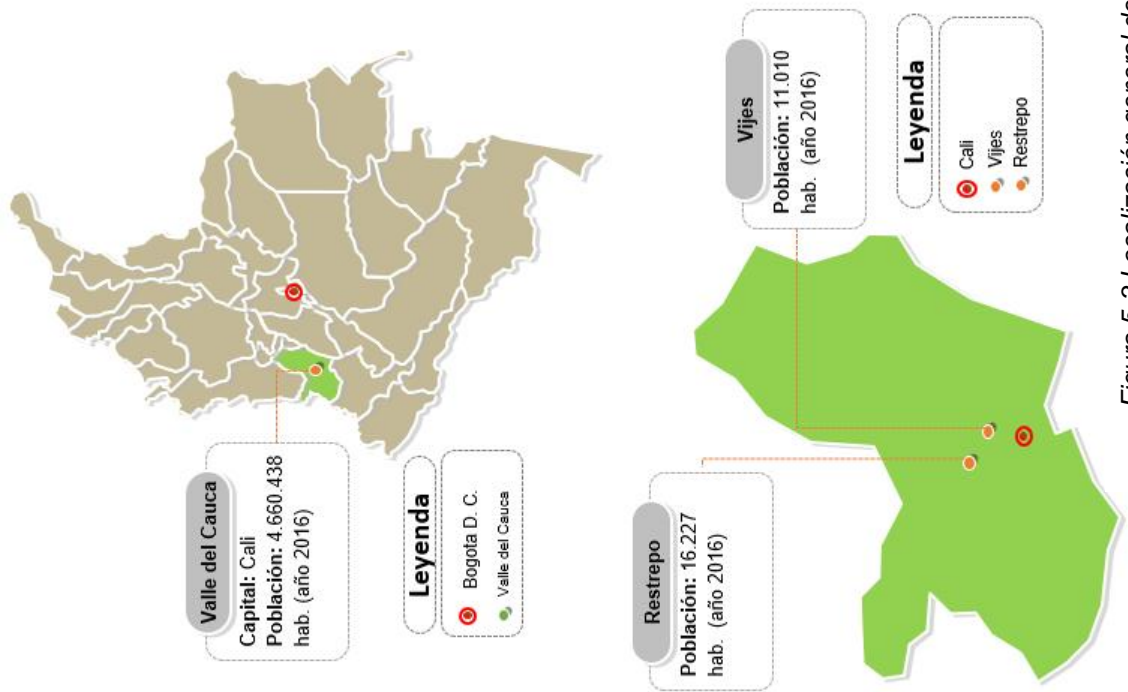 Valle del Cauca
Capital: Cali
Población: 4.660.438
hab. (año 2016)
Leyenda
Bogota D. C.
Valle del Cauca
Restrepo
Población: 16.227
hab. (año 2016)
Vijes
Población: 11.010
hab. (año 2016)
Leyenda
Cali
Vijes
Restrepo